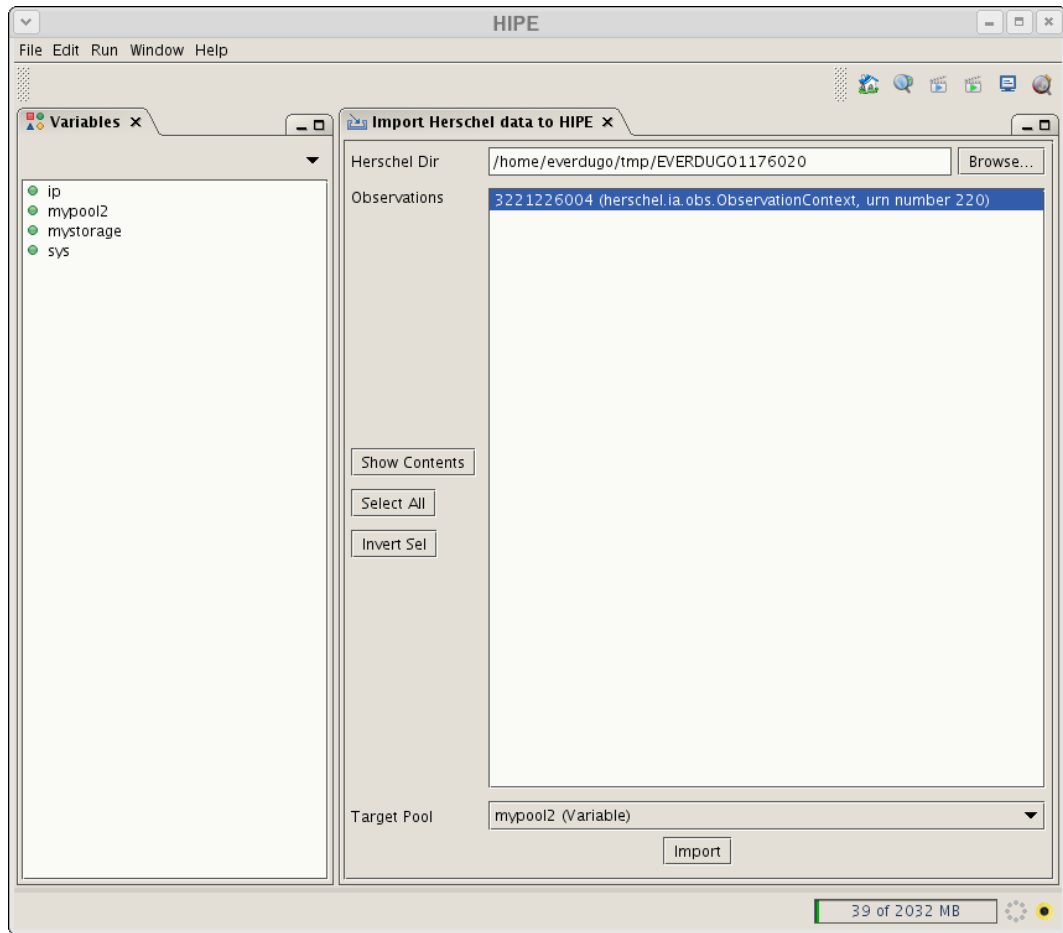 HIPE
File Edit Run Window Help
Variables
ip
mypool2
mystorage
sys
Import Herschel data to HIPE
Herschel Dir
/home/everdugo/tmp/EVERDUGO1176020
Browse...
Observations
3221226004 (herschel.ia.obs.ObservationContext, urn number 220)
Show Contents
Select All
Invert Sel
Target Pool
mypool2 (Variable)
Import
39 of 2032 MB